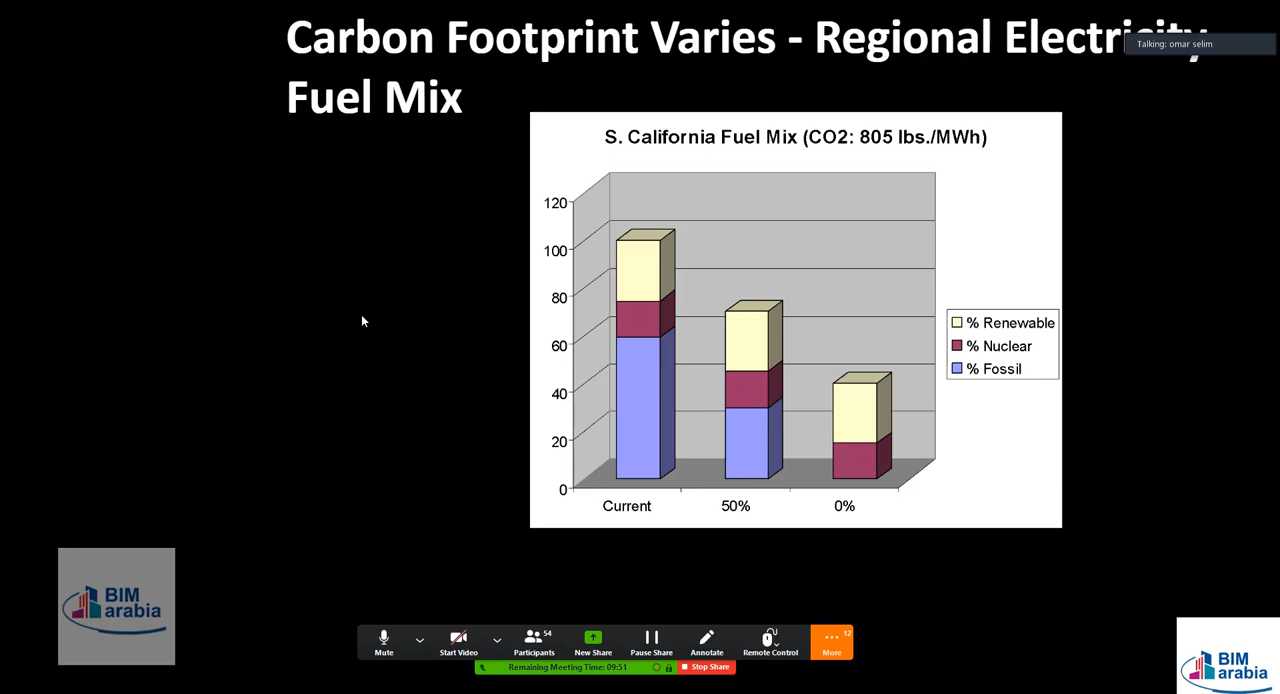 Carbon Footprint Varies - Regional Electricity
Fuel Mix
Talking: omar selim
S. California Fuel Mix (CO2: 805 lbs./MWh)
120
100
80
60
40
20
0
Current
50%
0%
% Renewable
% Nuclear
% Fossil
BIM
arabia
Mute
Start Video
54
Participants
New Share
Pause Share
Annotate
Remote Control
12
More
Remaining Meeting Time: 09:51
Stop Share
BIM
arabia